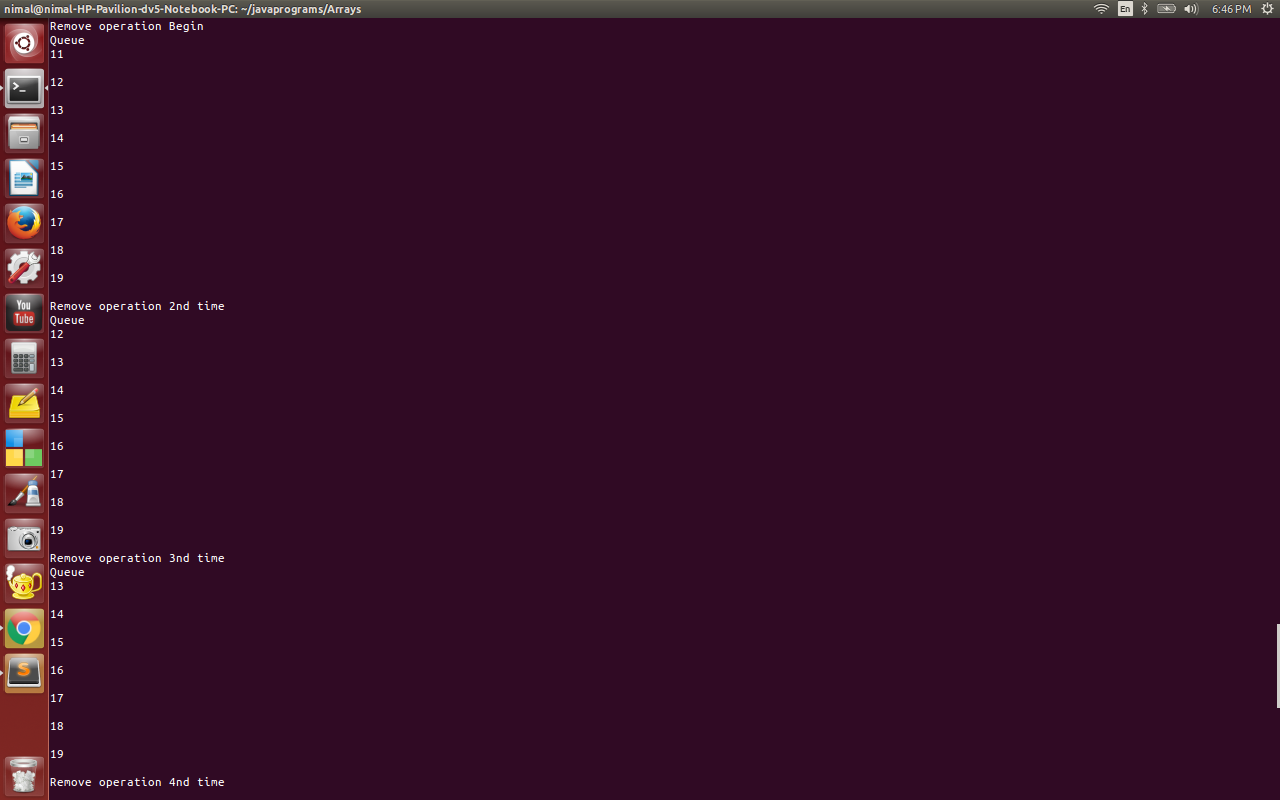 nimal@nimal-HP-Pavilion-dv5-Notebook-PC: ~/javaprograms/Arrays
En
6:46 PM
Remove operation Begin
Queue
11
12
13
14
15
16
17
18
19
Remove operation 2nd time
Queue
12
13
14
15
16
17
18
19
Remove operation 3nd time
Queue
13
14
15
16
17
18
19
Remove operation 4nd time
>_
You
Tube
S